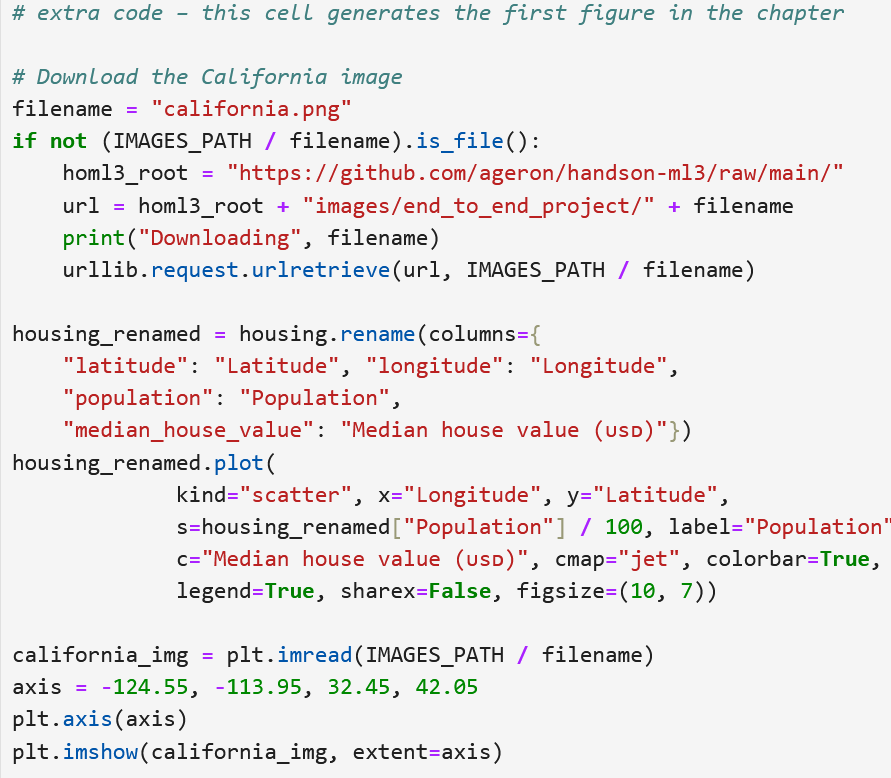 # extra code – this cell generates the first figure in the chapter
# Download the California image
filename = "california.png"
if not (IMAGES_PATH / filename).is_file():
    homl3_root = "https://github.com/ageron/handson-ml3/raw/main/"
    url = homl3_root + "images/end_to_end_project/" + filename
    print("Downloading", filename)
    urllib.request.urlretrieve(url, IMAGES_PATH / filename)
housing_renamed = housing.rename(columns={
    "latitude": "Latitude", "longitude": "Longitude",
    "population": "Population",
    "median_house_value": "Median house value (ᴜsᴅ)"})
housing_renamed.plot(
             kind="scatter", x="Longitude", y="Latitude",
             s=housing_renamed["Population"] / 100, label="Population"
             c="Median house value (ᴜsᴅ)", cmap="jet", colorbar=True,
             legend=True, sharex=False, figsize=(10, 7))
california_img = plt.imread(IMAGES_PATH / filename)
axis = -124.55, -113.95, 32.45, 42.05
plt.axis(axis)
plt.imshow(california_img, extent=axis)